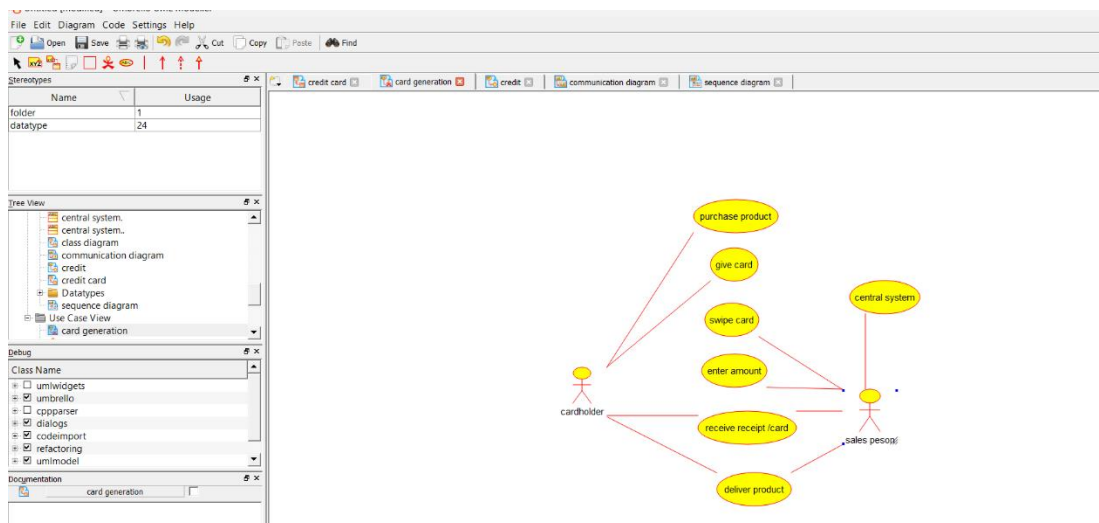 File Edit Diagram Code Settings Help
Open Save Cut Copy Paste Find
XYZ
Stereotypes
credit card card generation credit communication diagram sequence diagram
Name Usage
folder 1
datatype 24
Tree View
central system.
central system..
class diagram
communication diagram
credit
credit card
Datatypes
sequence diagram
Use Case View
card generation
Debug
Class Name
umlwidgets
umbrello
cppparser
dialogs
codeimport
refactoring
umlmodel
Documentation
card generation
purchase product
give card
central system
swipe card
enter amount
cardholder
receive receipt /card
sales peson
deliver product